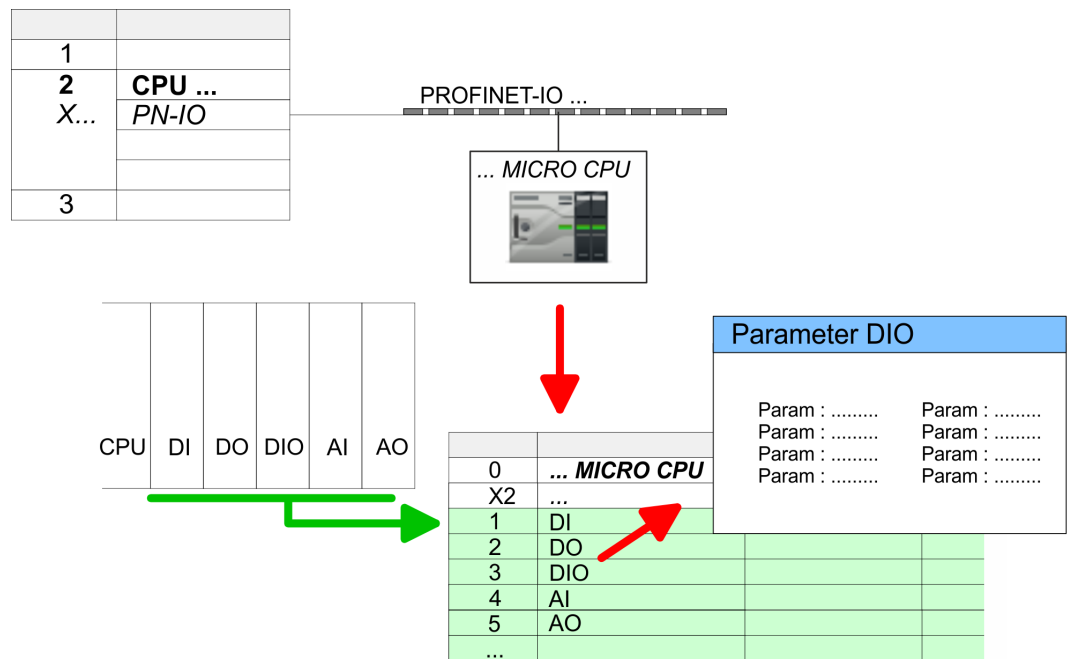 1
2 CPU ...
X... PN-IO
3
PROFINET-IO ...
... MICRO CPU
CPU DI DO DIO AI AO
Parameter DIO
Param : ......... Param : .........
Param : ......... Param : .........
Param : ......... Param : .........
Param : ......... Param : .........
0 ... MICRO CPU
X2 ...
1 DI
2 DO
3 DIO
4 AI
5 AO
...